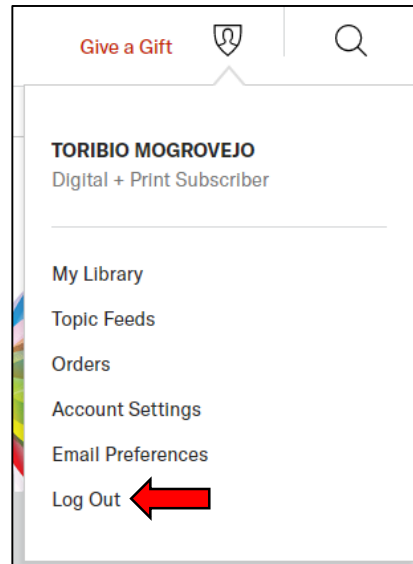 Give a Gift
TORIBIO MOGROVEJO
Digital + Print Subscriber
My Library
Topic Feeds
Orders
Account Settings
Email Preferences
Log Out